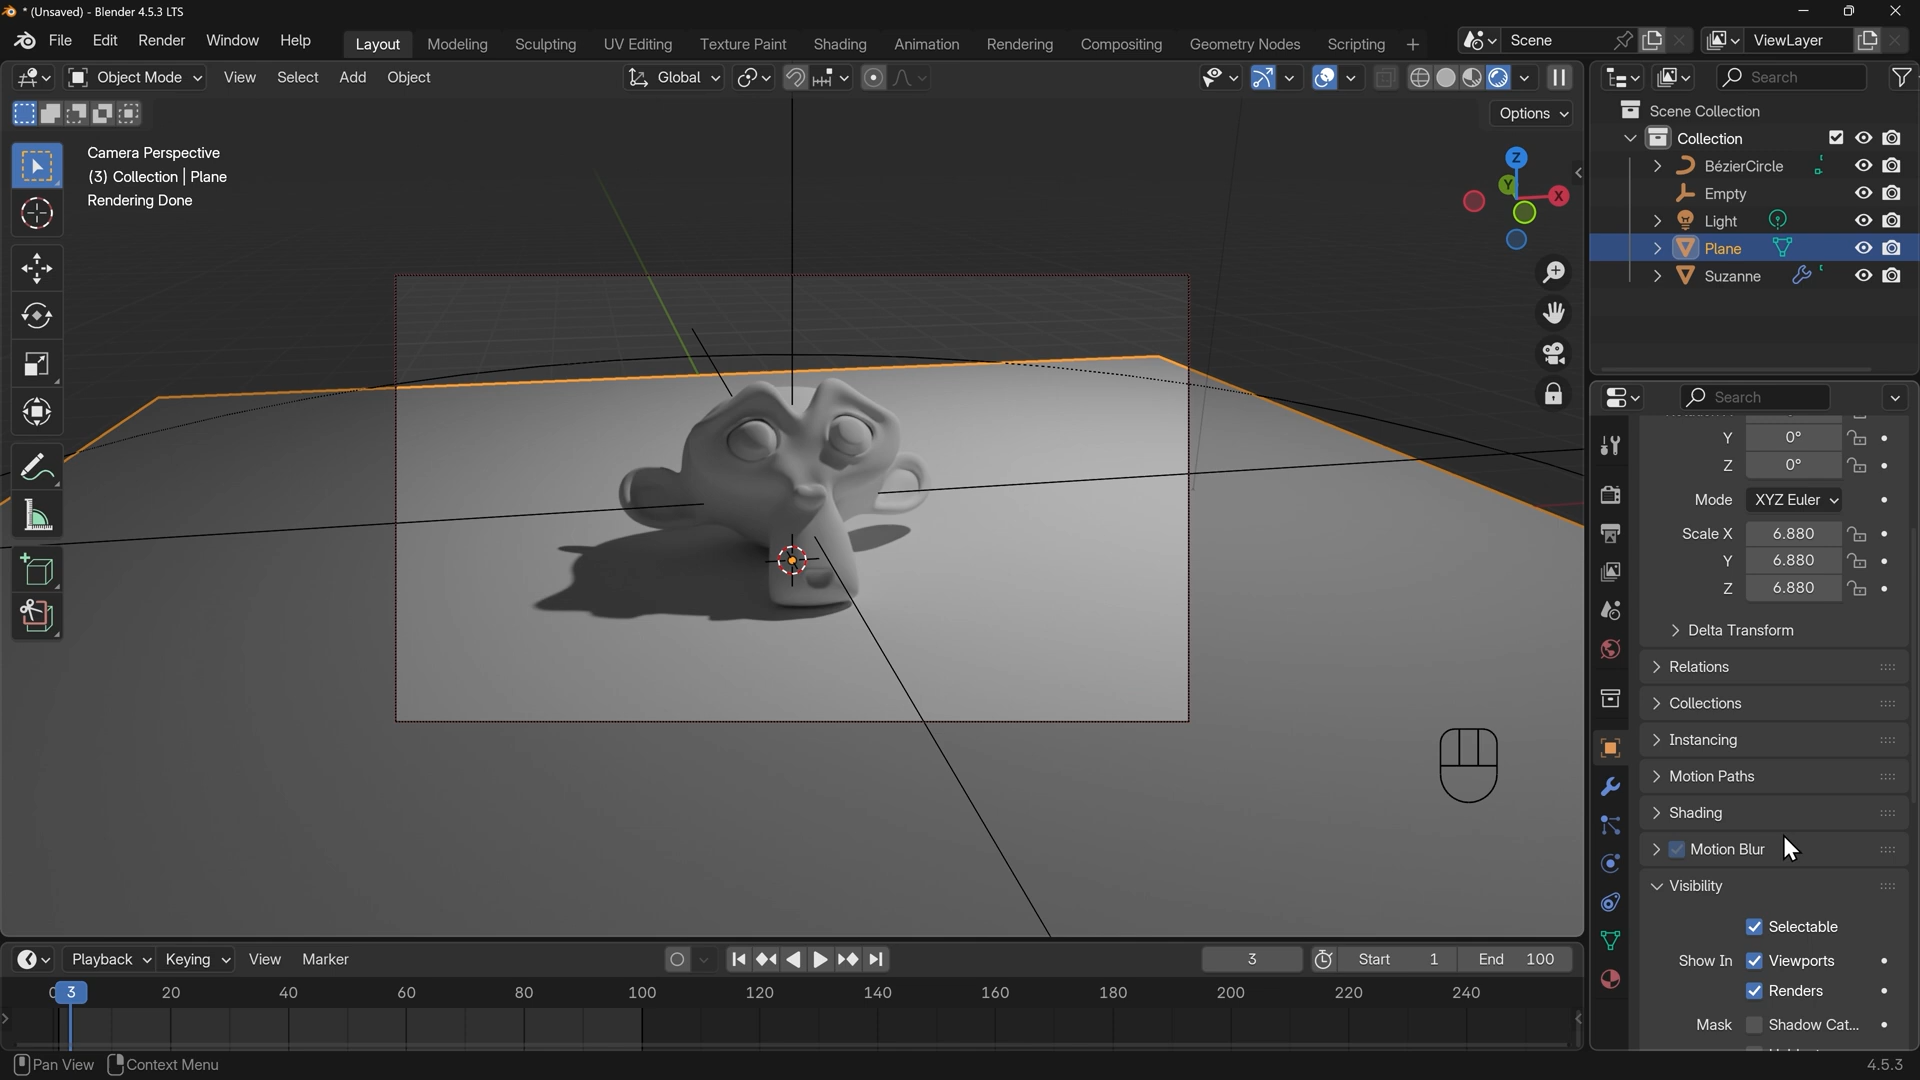 * (Unsaved) - Blender 4.5.3 LTS
File Edit Render Window Help
Layout Modeling Sculpting UV Editing Texture Paint Shading Animation Rendering Compositing Geometry Nodes Scripting +
Scene
ViewLayer
Object Mode View Select Add Object
Global
Options
Camera Perspective
(3) Collection | Plane
Rendering Done
Z
Y
X
Search
Scene Collection
Collection
BézierCircle
Empty
Light
Plane
Suzanne
Search
Y 0°
Z 0°
Mode XYZ Euler
Scale X 6.880
Y 6.880
Z 6.880
Delta Transform
Relations
Collections
Instancing
Motion Paths
Shading
Motion Blur
Visibility
Selectable
Show In Viewports
Renders
Mask Shadow Cat...
Playback Keying View Marker
3
Start 1
End 100
3 20 40 60 80 100 120 140 160 180 200 220 240
Pan View
Context Menu
4.5.3